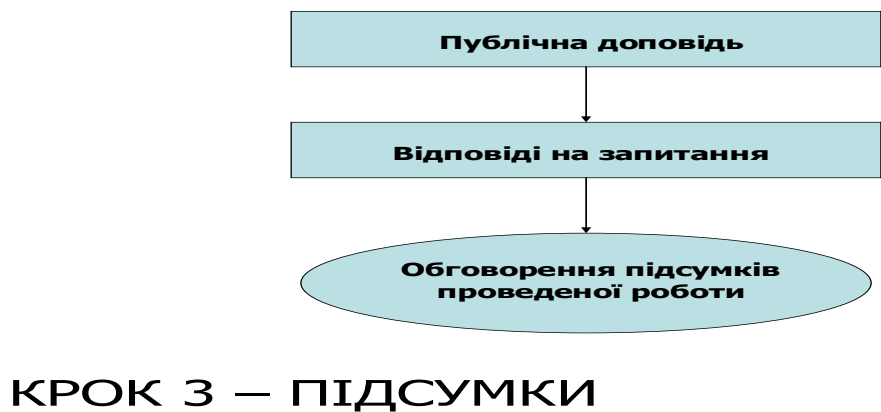 Публічна доповідь
Відповіді на запитання
Обговорення підсумків
проведеної роботи
КРОК 3 – ПІДСУМКИ